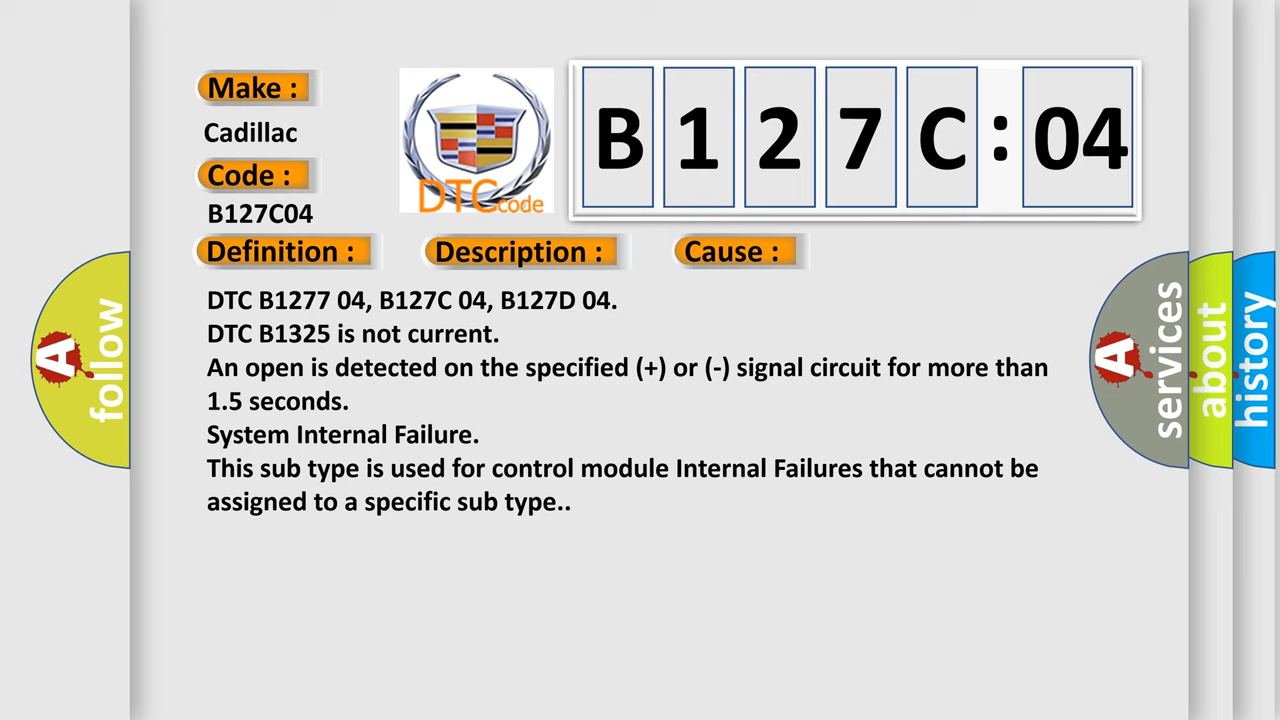 Make :
Cadillac
Code :
B127C04
DTC code
B 1 2 7 C : 04
Definition :
Description :
Cause :
DTC B1277 04, B127C 04, B127D 04.
DTC B1325 is not current.
An open is detected on the specified (+) or (-) signal circuit for more than
1.5 seconds.
System Internal Failure.
This sub type is used for control module Internal Failures that cannot be
assigned to a specific sub type..
A follow
A services
about
history